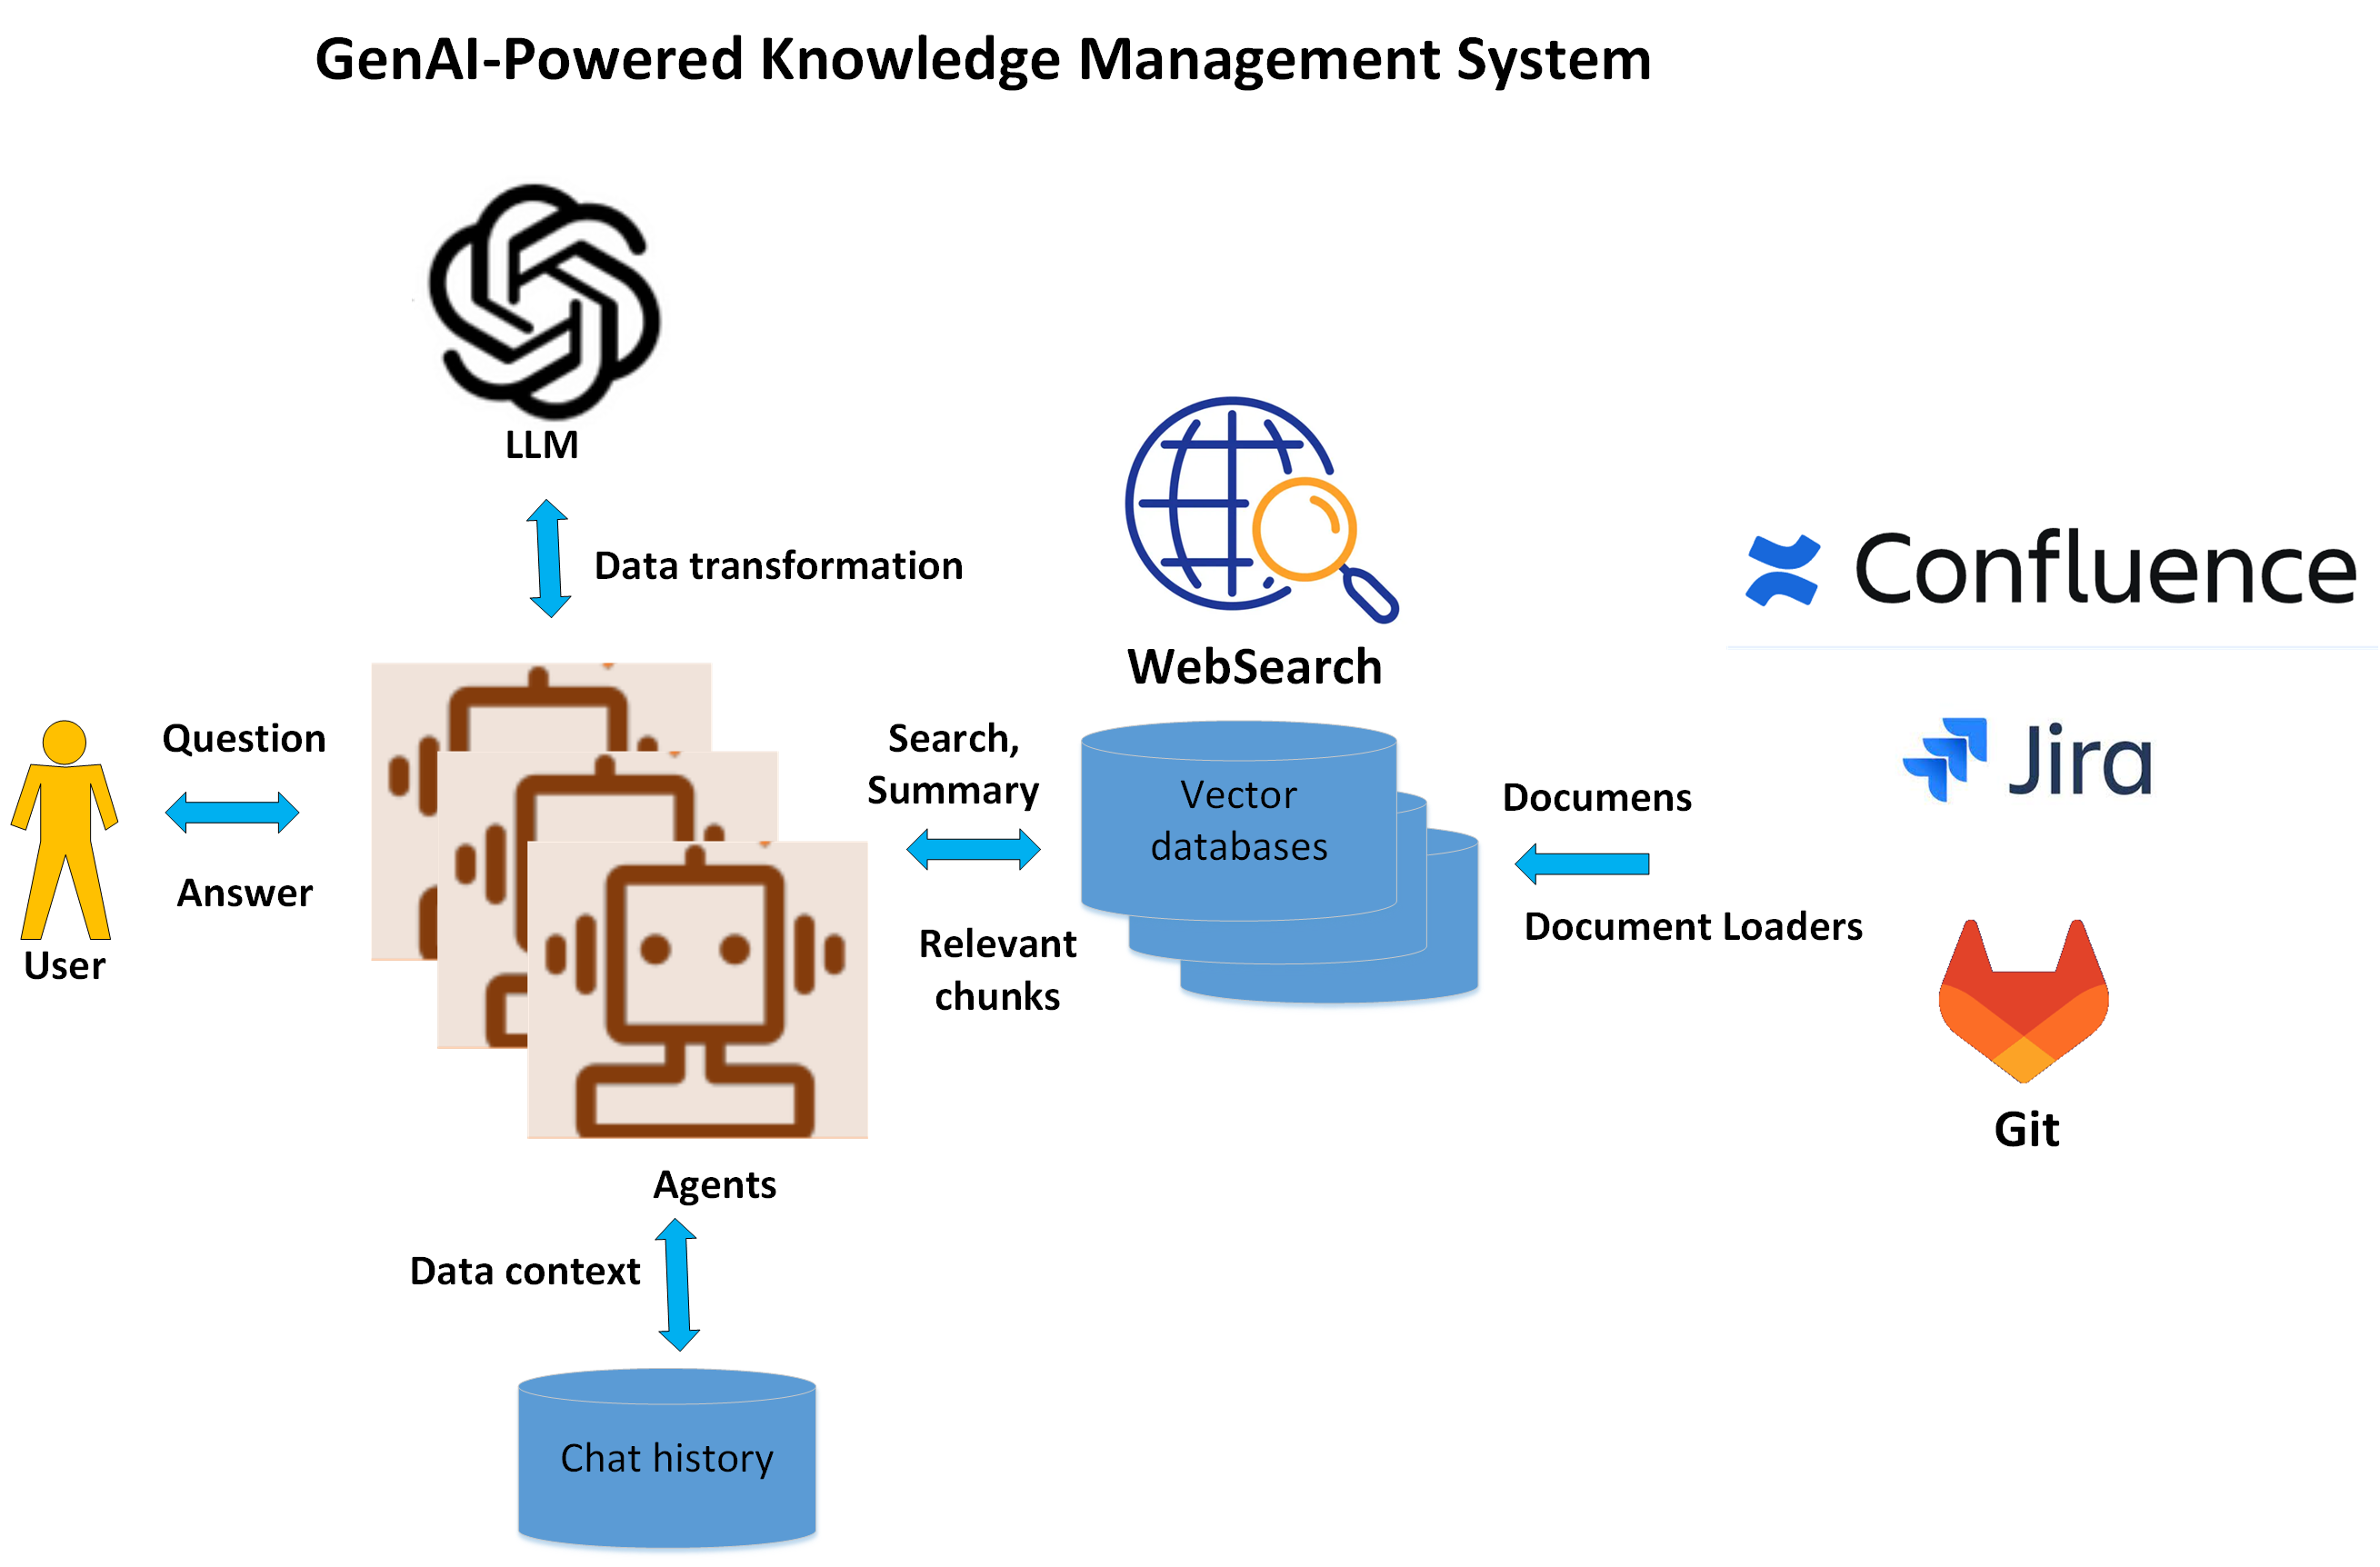 GenAI-Powered Knowledge Management System
LLM
Data transformation
WebSearch
Confluence
Jira
Question
Answer
User
Search,
Summary
Relevant
chunks
Vector
databases
Documens
Document Loaders
Git
Agents
Data context
Chat history